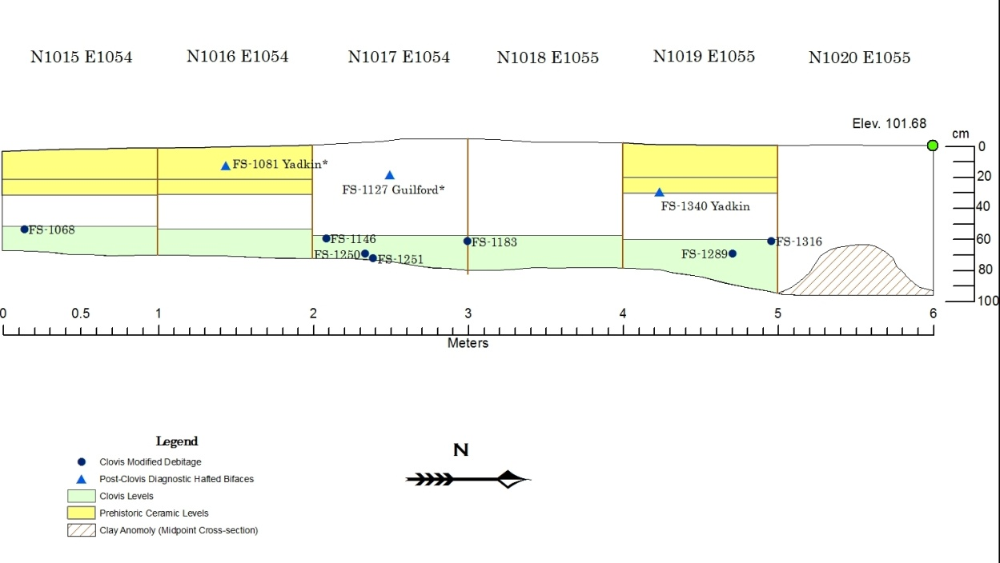 N1015 E1054
N1016 E1054
N1017 E1054
N1018 E1055
N1019 E1055
N1020 E1055
Elev. 101.68
cm
0
20
40
60
80
100
FS-1081 Yadkin*
FS-1127 Guilford*
FS-1340 Yadkin
FS-1068
FS-1146
FS-1183
FS-1316
FS-1250
FS-1251
FS-1289
0 0.5 1 2 3 4 5 6
Meters
Legend
Clovis Modified Debitage
Post-Clovis Diagnostic Hafted Bifaces
Clovis Levels
Prehistoric Ceramic Levels
Clay Anomoly (Midpoint Cross-section)
N